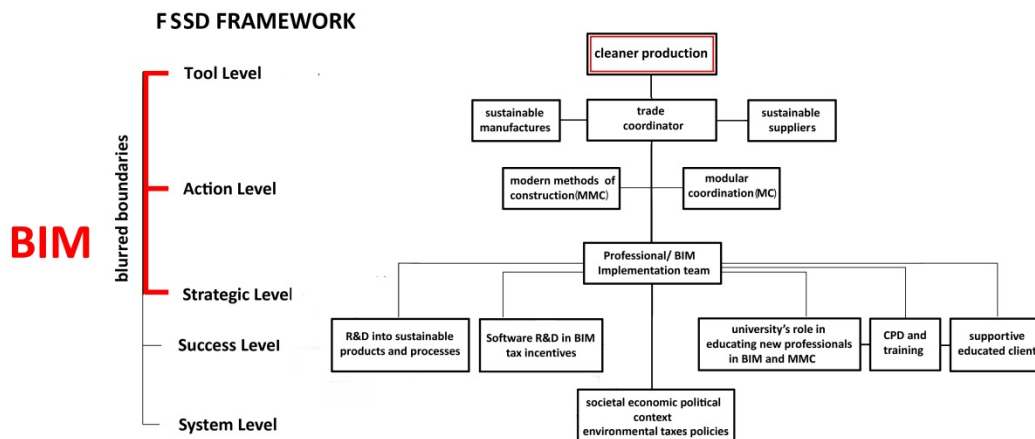 FSSD FRAMEWORK
BIM
blurred boundaries
Tool Level
Action Level
Strategic Level
Success Level
System Level
cleaner production
sustainable
manufactures
trade
coordinator
sustainable
suppliers
modern methods of
construction(MMC)
modular
coordination(MC)
Professional/ BIM
Implementation team
R&D into sustainable
products and processes
Software R&D in BIM
tax incentives
university's role in
educating new professionals
in BIM and MMC
CPD and
training
supportive
educated client
societal economic political
context
environmental taxes policies